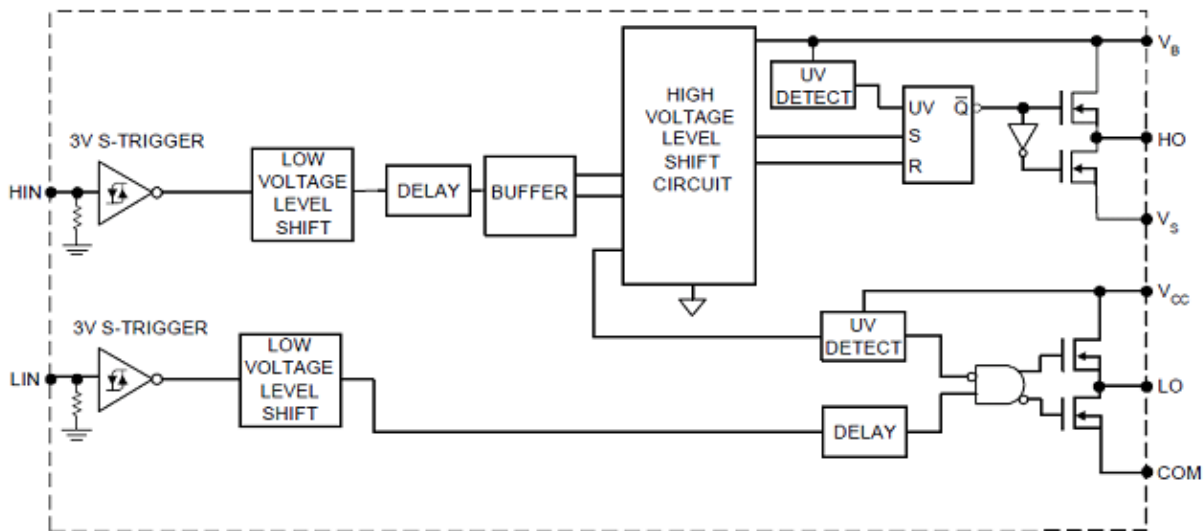 V_B
UV
DETECT
HIGH
VOLTAGE
LEVEL
SHIFT
CIRCUIT
UV
Q̅
S
R
HO
3V S-TRIGGER
LOW
VOLTAGE
LEVEL
SHIFT
DELAY
BUFFER
HIN
V_S
V_CC
3V S-TRIGGER
UV
DETECT
LOW
VOLTAGE
LEVEL
SHIFT
LIN
LO
DELAY
COM